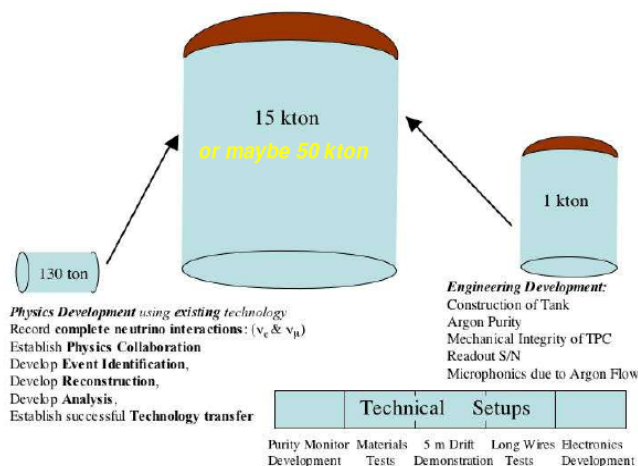 15 kton
or maybe 50 kton
1 kton
130 ton
Physics Development using existing technology
Record complete neutrino interactions: (νe & νμ)
Establish Physics Collaboration
Develop Event Identification,
Develop Reconstruction,
Develop Analysis,
Establish successful Technology transfer
Engineering Development:
Construction of Tank
Argon Purity
Mechanical Integrity of TPC
Readout S/N
Microphonics due to Argon Flow
Technical Setups
Purity Monitor Development
Materials Tests
5 m Drift Demonstration
Long Wires Tests
Electronics Development